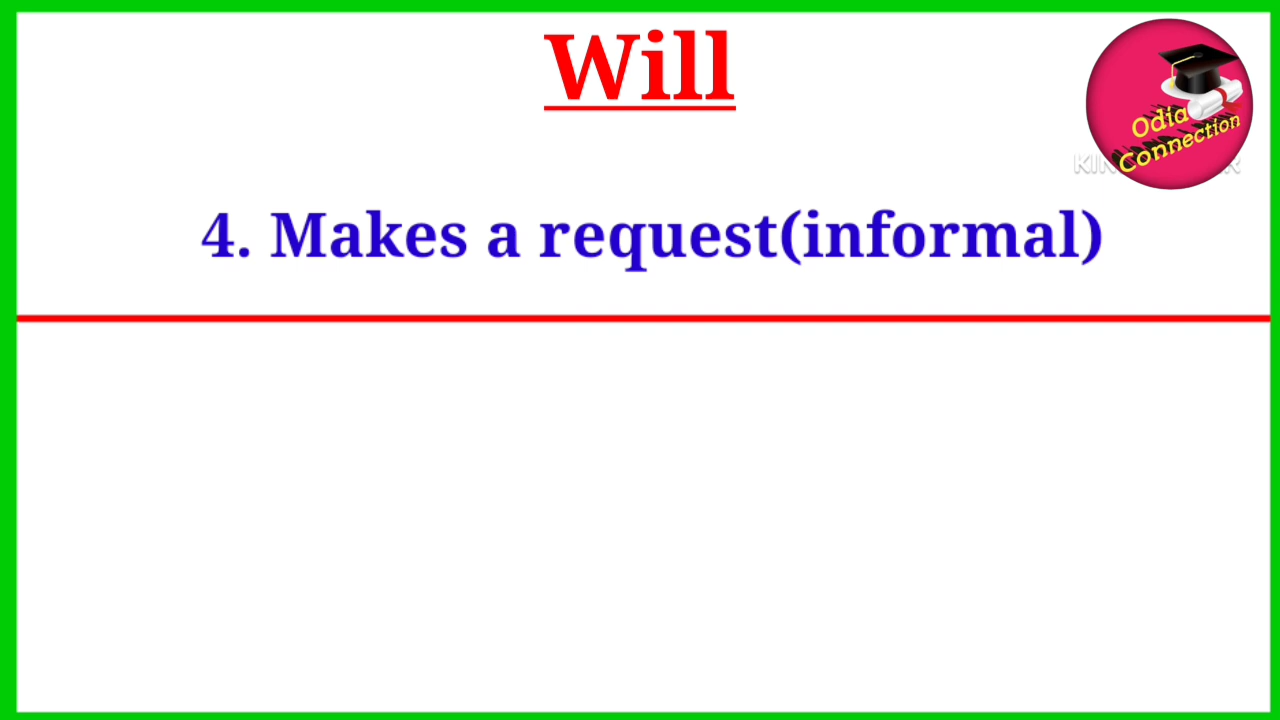 Will
Odia
Connection
4. Makes a request(informal)